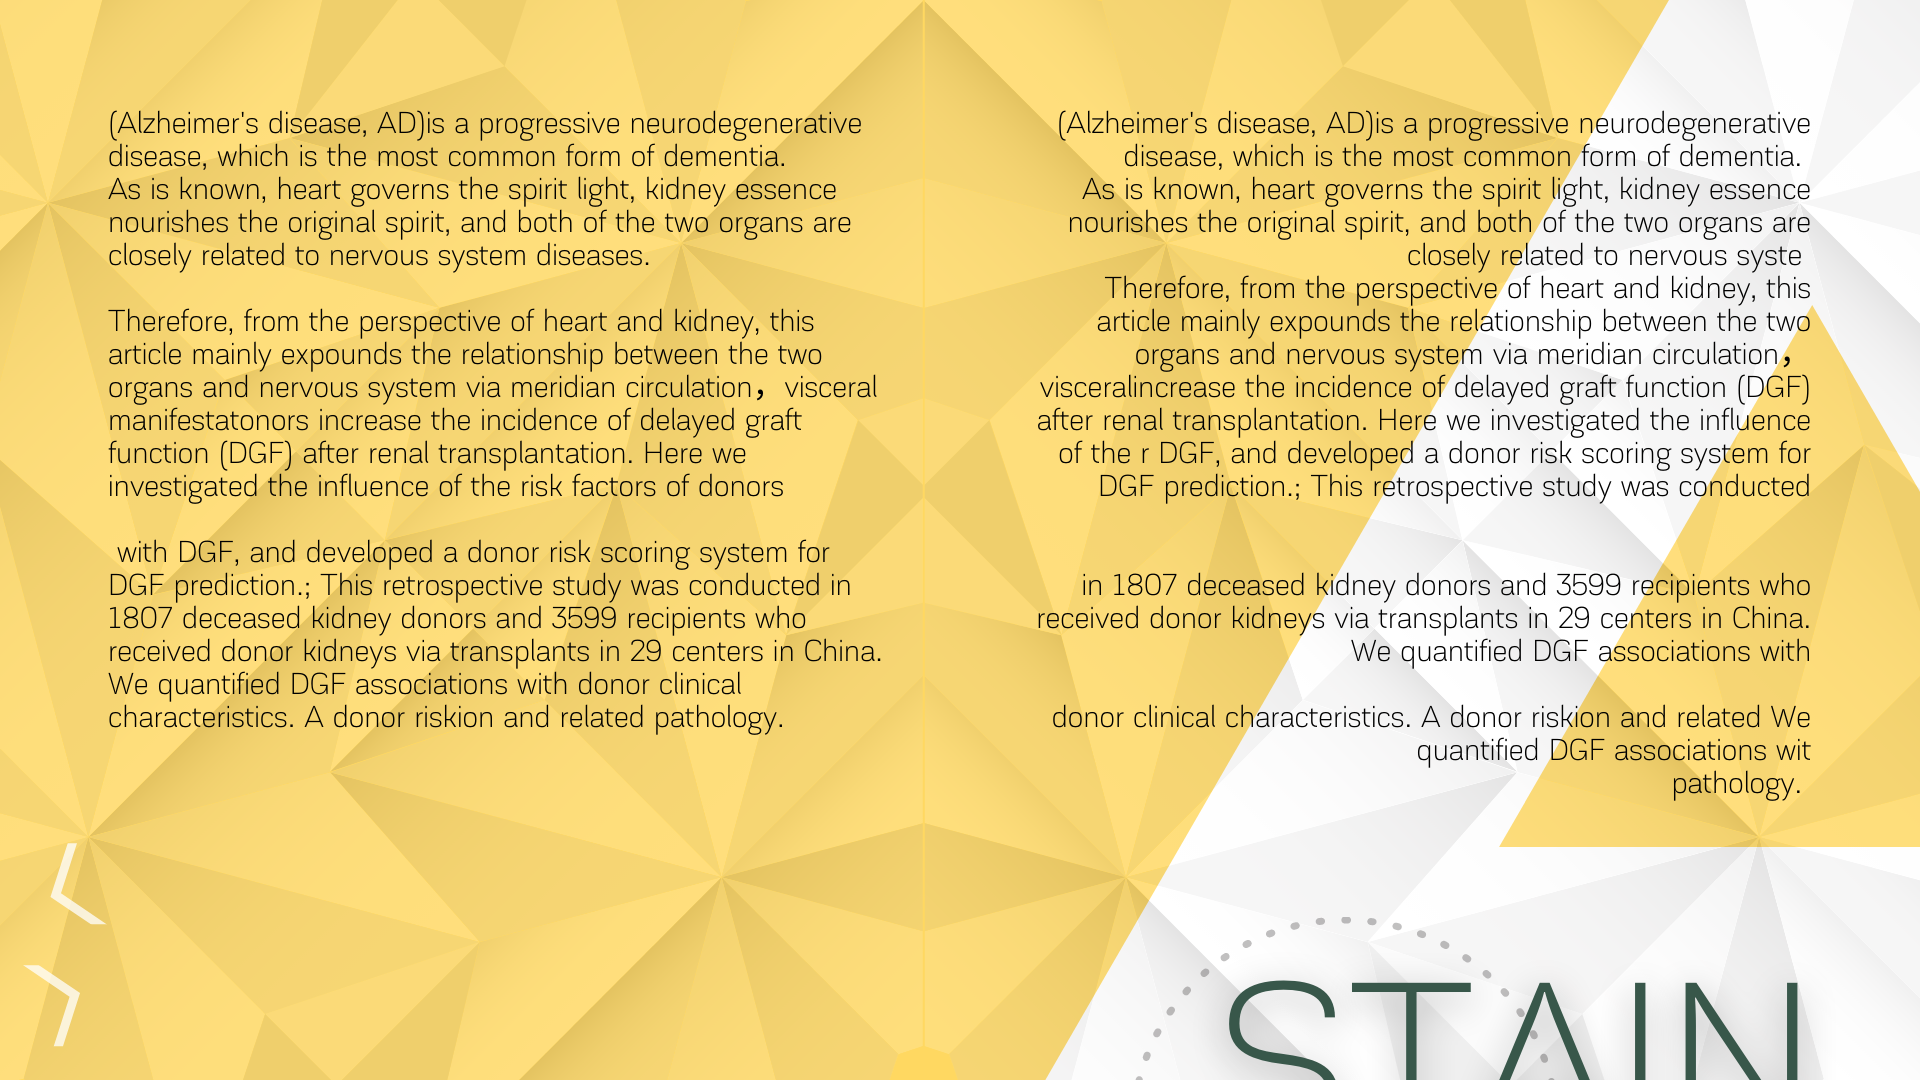 (Alzheimer's disease, AD)is a progressive neurodegenerative
disease, which is the most common form of dementia.
As is known, heart governs the spirit light, kidney essence
nourishes the original spirit, and both of the two organs are
closely related to nervous system diseases.
Therefore, from the perspective of heart and kidney, this
article mainly expounds the relationship between the two
organs and nervous system via meridian circulation，visceral
manifestatonors increase the incidence of delayed graft
function (DGF) after renal transplantation. Here we
investigated the influence of the risk factors of donors
with DGF, and developed a donor risk scoring system for
DGF prediction.; This retrospective study was conducted in
1807 deceased kidney donors and 3599 recipients who
received donor kidneys via transplants in 29 centers in China.
We quantified DGF associations with donor clinical
characteristics. A donor riskion and related pathology.
(Alzheimer's disease, AD)is a progressive neurodegenerative
disease, which is the most common form of dementia.
As is known, heart governs the spirit light, kidney essence
nourishes the original spirit, and both of the two organs are
closely related to nervous syste
Therefore, from the perspective of heart and kidney, this
article mainly expounds the relationship between the two
organs and nervous system via meridian circulation，
visceralincrease the incidence of delayed graft function (DGF)
after renal transplantation. Here we investigated the influence
of the r DGF, and developed a donor risk scoring system for
DGF prediction.; This retrospective study was conducted
in 1807 deceased kidney donors and 3599 recipients who
received donor kidneys via transplants in 29 centers in China.
We quantified DGF associations with
donor clinical characteristics. A donor riskion and related We
quantified DGF associations wit
pathology.
STAIN